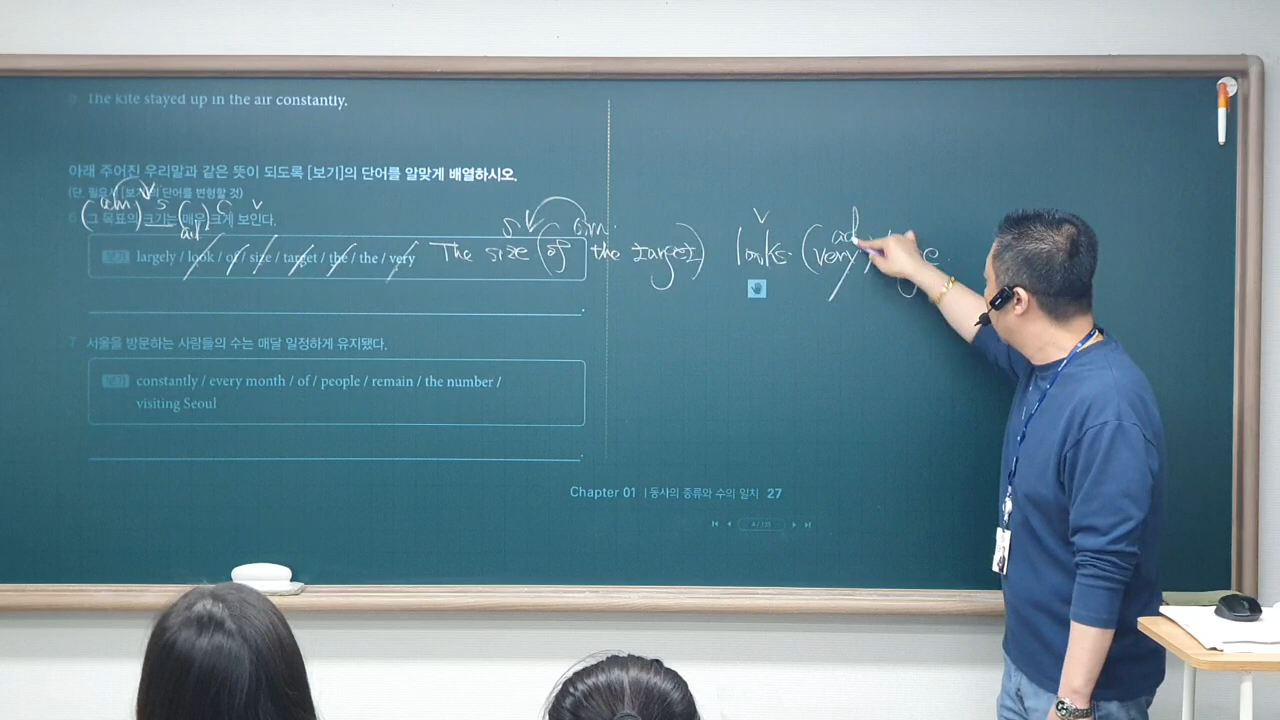 The kite stayed up in the air constantly.
아래 주어진 우리말과 같은 뜻이 되도록 [보기]의 단어를 알맞게 배열하시오.
(단, 필요시 [보기]의 단어를 변형할 것)
S C V
6 그 목표의 크기는 매우 크게 보인다.
보기 largely / look / of / size / target / the / the / very
S V ad
The size (of the target) looks (very)
7 서울을 방문하는 사람들의 수는 매달 일정하게 유지됐다.
보기 constantly / every month / of / people / remain / the number /
visiting Seoul
Chapter 01 | 동사의 종류와 수의 일치 27